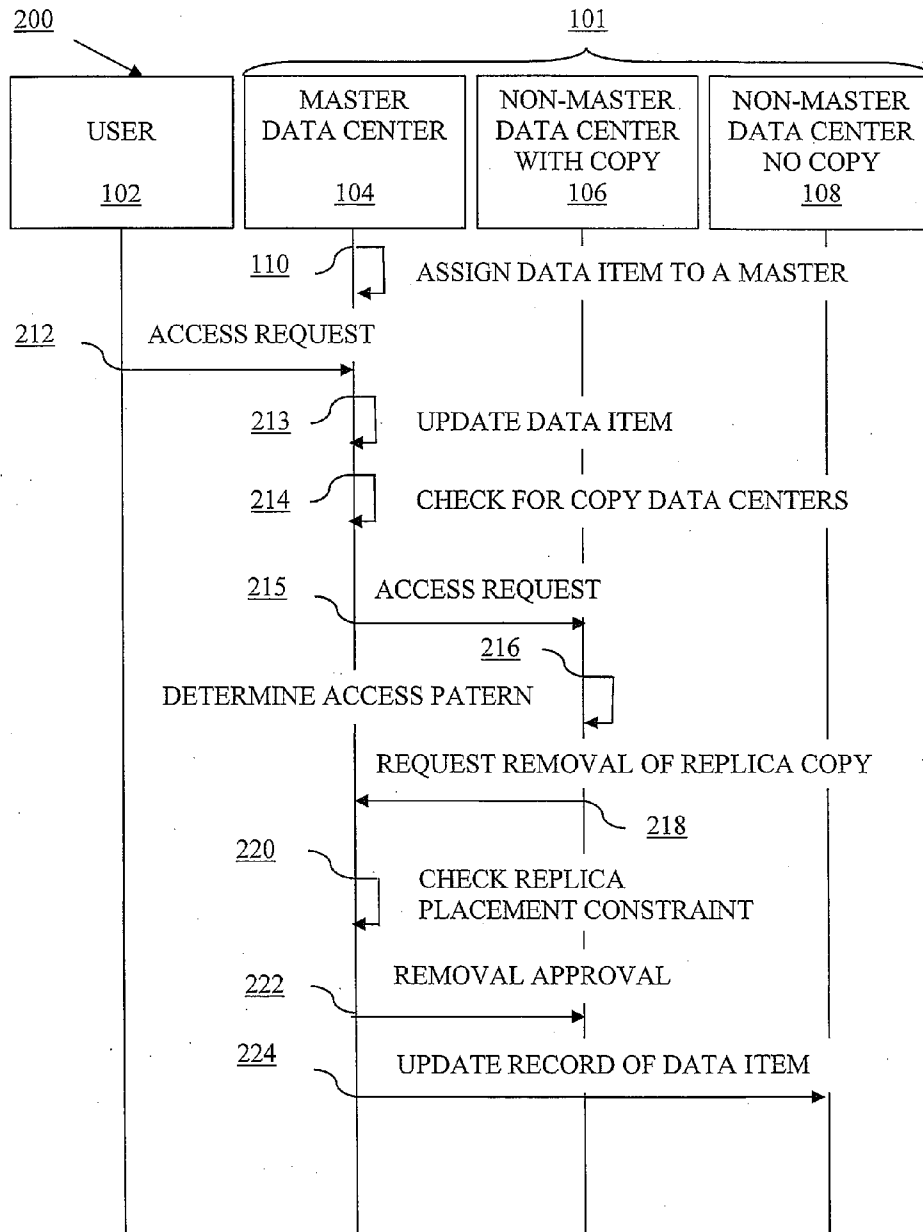 200
101
USER
102
MASTER
DATA CENTER
104
NON-MASTER
DATA CENTER
WITH COPY
106
NON-MASTER
DATA CENTER
NO COPY
108
110
ASSIGN DATA ITEM TO A MASTER
212
ACCESS REQUEST
213
UPDATE DATA ITEM
214
CHECK FOR COPY DATA CENTERS
215
ACCESS REQUEST
216
DETERMINE ACCESS PATERN
REQUEST REMOVAL OF REPLICA COPY
218
220
CHECK REPLICA
PLACEMENT CONSTRAINT
REMOVAL APPROVAL
222
224
UPDATE RECORD OF DATA ITEM